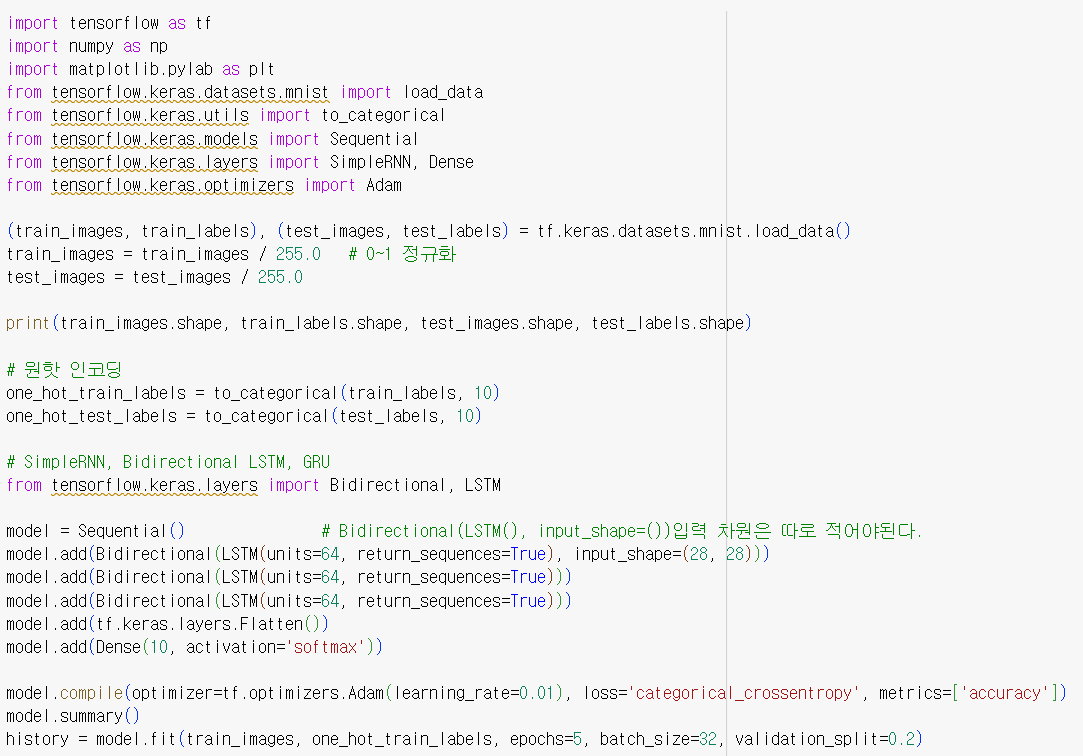 import tensorflow as tf
import numpy as np
import matplotlib.pylab as plt
from tensorflow.keras.datasets.mnist import load_data
from tensorflow.keras.utils import to_categorical
from tensorflow.keras.models import Sequential
from tensorflow.keras.layers import SimpleRNN, Dense
from tensorflow.keras.optimizers import Adam
(train_images, train_labels), (test_images, test_labels) = tf.keras.datasets.mnist.load_data()
train_images = train_images / 255.0   # 0~1 정규화
test_images = test_images / 255.0
print(train_images.shape, train_labels.shape, test_images.shape, test_labels.shape)
# 원핫 인코딩
one_hot_train_labels = to_categorical(train_labels, 10)
one_hot_test_labels = to_categorical(test_labels, 10)
# SimpleRNN, Bidirectional LSTM, GRU
from tensorflow.keras.layers import Bidirectional, LSTM
model = Sequential()               # Bidirectional(LSTM(), input_shape=())입력 차원은 따로 적어야된다.
model.add(Bidirectional(LSTM(units=64, return_sequences=True), input_shape=(28, 28)))
model.add(Bidirectional(LSTM(units=64, return_sequences=True)))
model.add(Bidirectional(LSTM(units=64, return_sequences=True)))
model.add(tf.keras.layers.Flatten())
model.add(Dense(10, activation='softmax'))
model.compile(optimizer=tf.optimizers.Adam(learning_rate=0.01), loss='categorical_crossentropy', metrics=['accuracy'])
model.summary()
history = model.fit(train_images, one_hot_train_labels, epochs=5, batch_size=32, validation_split=0.2)